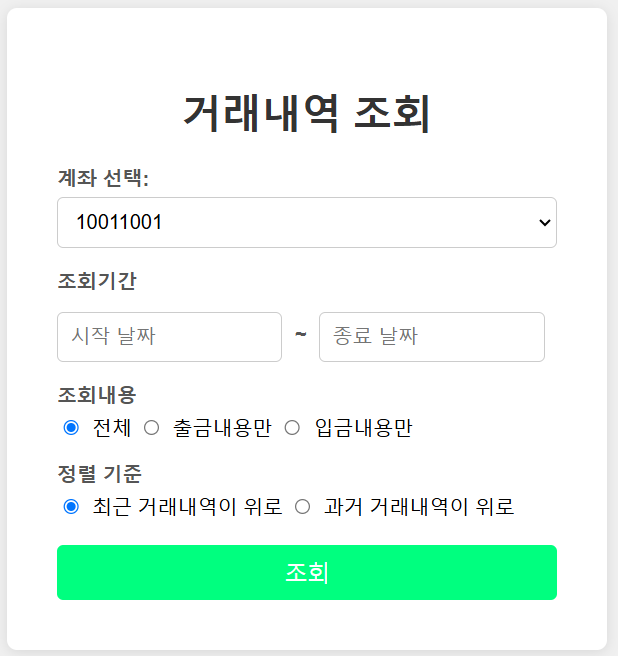 거래내역 조회
계좌 선택:
10011001
조회기간
시작 날짜 ~ 종료 날짜
조회내용
전체 출금내용만 입금내용만
정렬 기준
최근 거래내역이 위로 과거 거래내역이 위로
조회